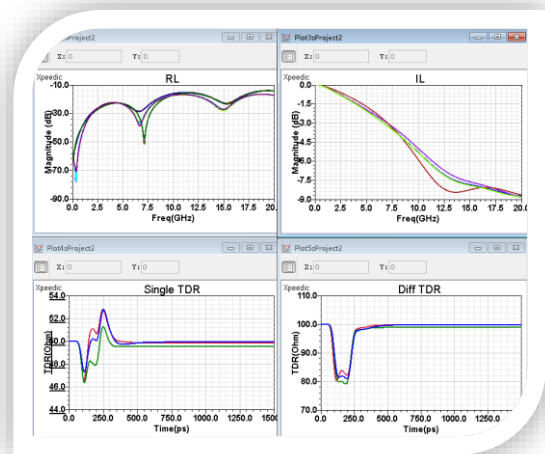 Plot2sProject2
X: 0 Y: 0
Xpeedic
RL
-10.0
-30.0
-50.0
-70.0
-90.0
Magnitude (dB)
0.0 2.5 5.0 7.5 10.0 12.5 15.0 17.5 20.
Freq(GHz)
Plot3sProject2
X: 0 Y: 0
Xpeedic
IL
0.0
-1.5
-3.0
-4.5
-6.0
-7.5
-9.0
Magnitude (dB)
0.0 2.5 5.0 7.5 10.0 12.5 15.0 17.5 20.
Freq(GHz)
Plot4sProject2
X: 0 Y: 0
Xpeedic
Single TDR
54.0
52.0
50.0
48.0
46.0
44.0
TDR(Ohm)
0.0 250.0 500.0 750.0 1000.0 1250.0 1500
Time(ps)
Plot5sProject2
X: 0 Y: 0
Xpeedic
Diff TDR
100.0
90.0
80.0
70.0
TDR(Ohm)
0.0 250.0 500.0 750.0 1000.0 1250.0
Time(ps)